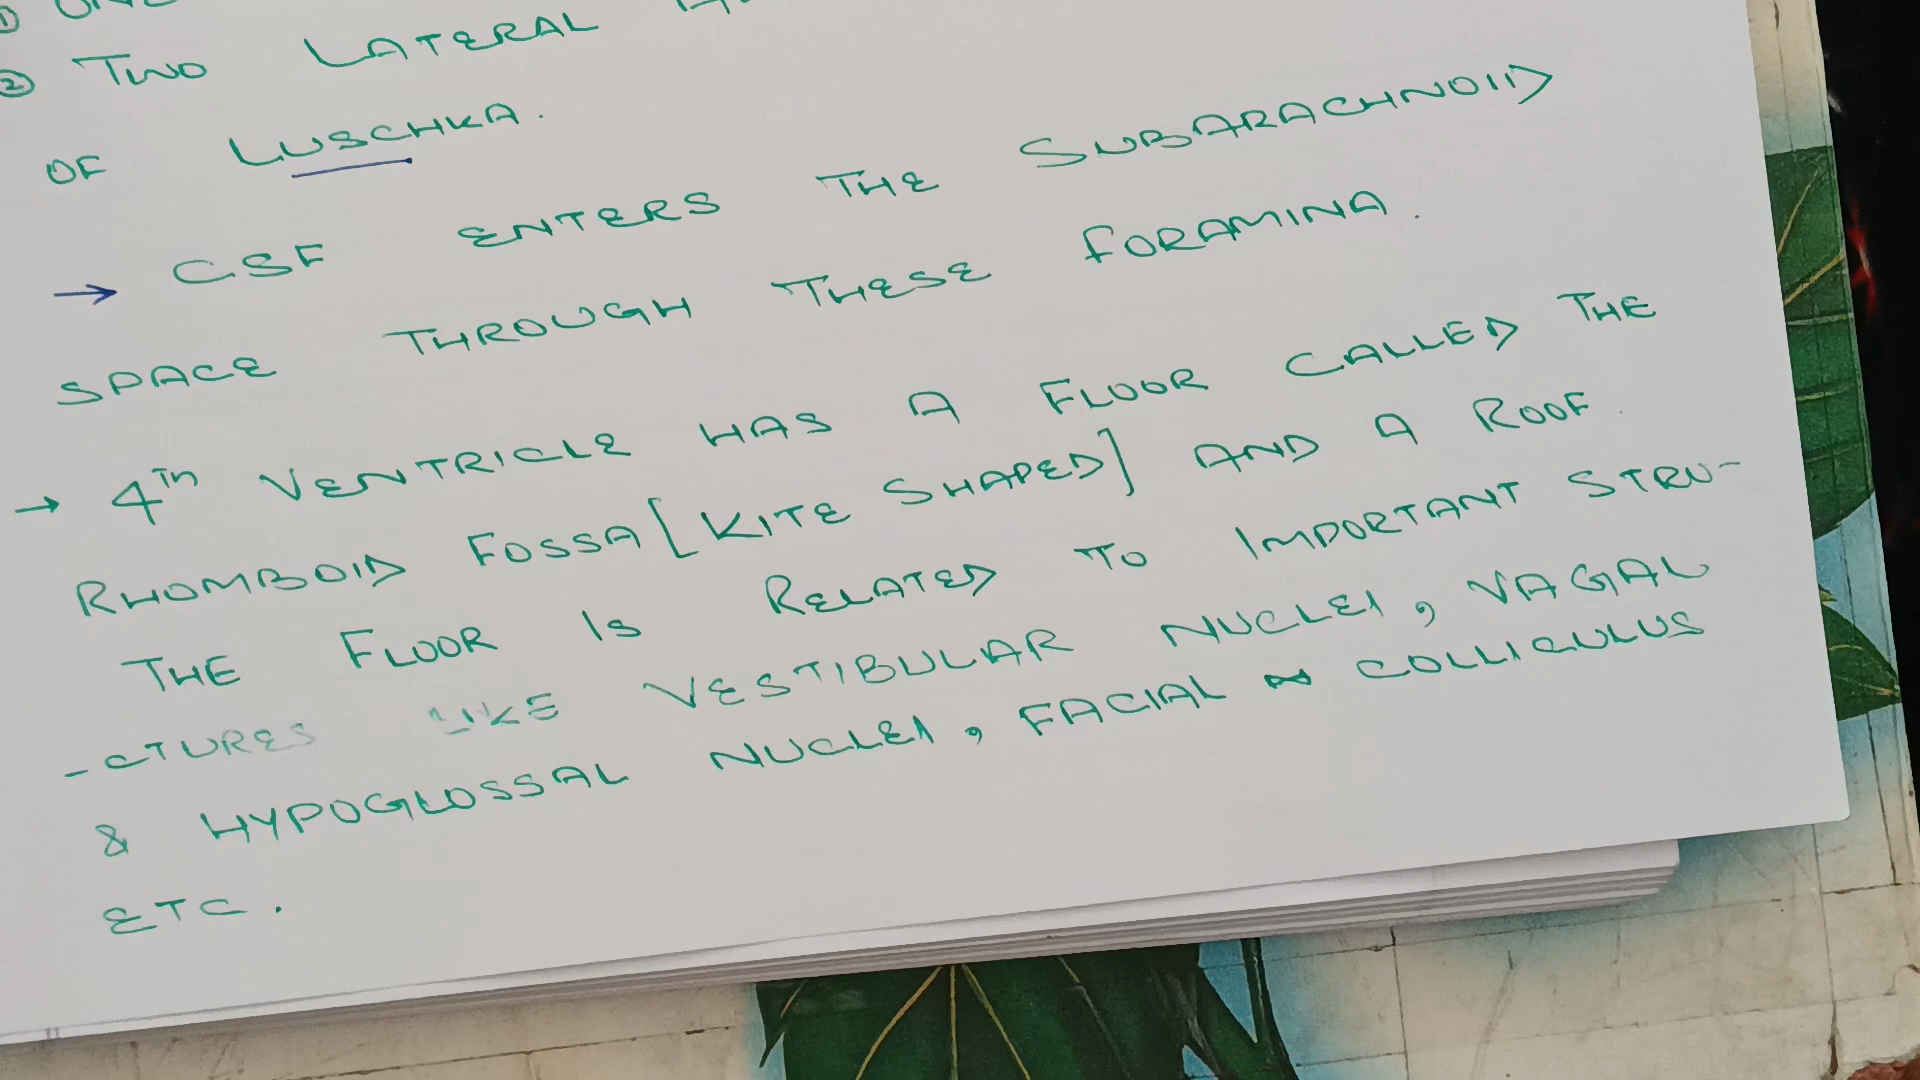 ① ONE
② TWO LATERAL
OF LUSCHKA.
→ CSF ENTERS THE SUBARACHNOID
SPACE THROUGH THESE FORAMINA.
→ 4TH VENTRICLE HAS A FLOOR CALLED THE
RHOMBOID FOSSA [KITE SHAPED] AND A ROOF.
THE FLOOR IS RELATED TO IMPORTANT STRU-
-CTURES LIKE VESTIBULAR NUCLEI, VAGAL
& HYPOGLOSSAL NUCLEI, FACIAL COLLICULUS
ETC.